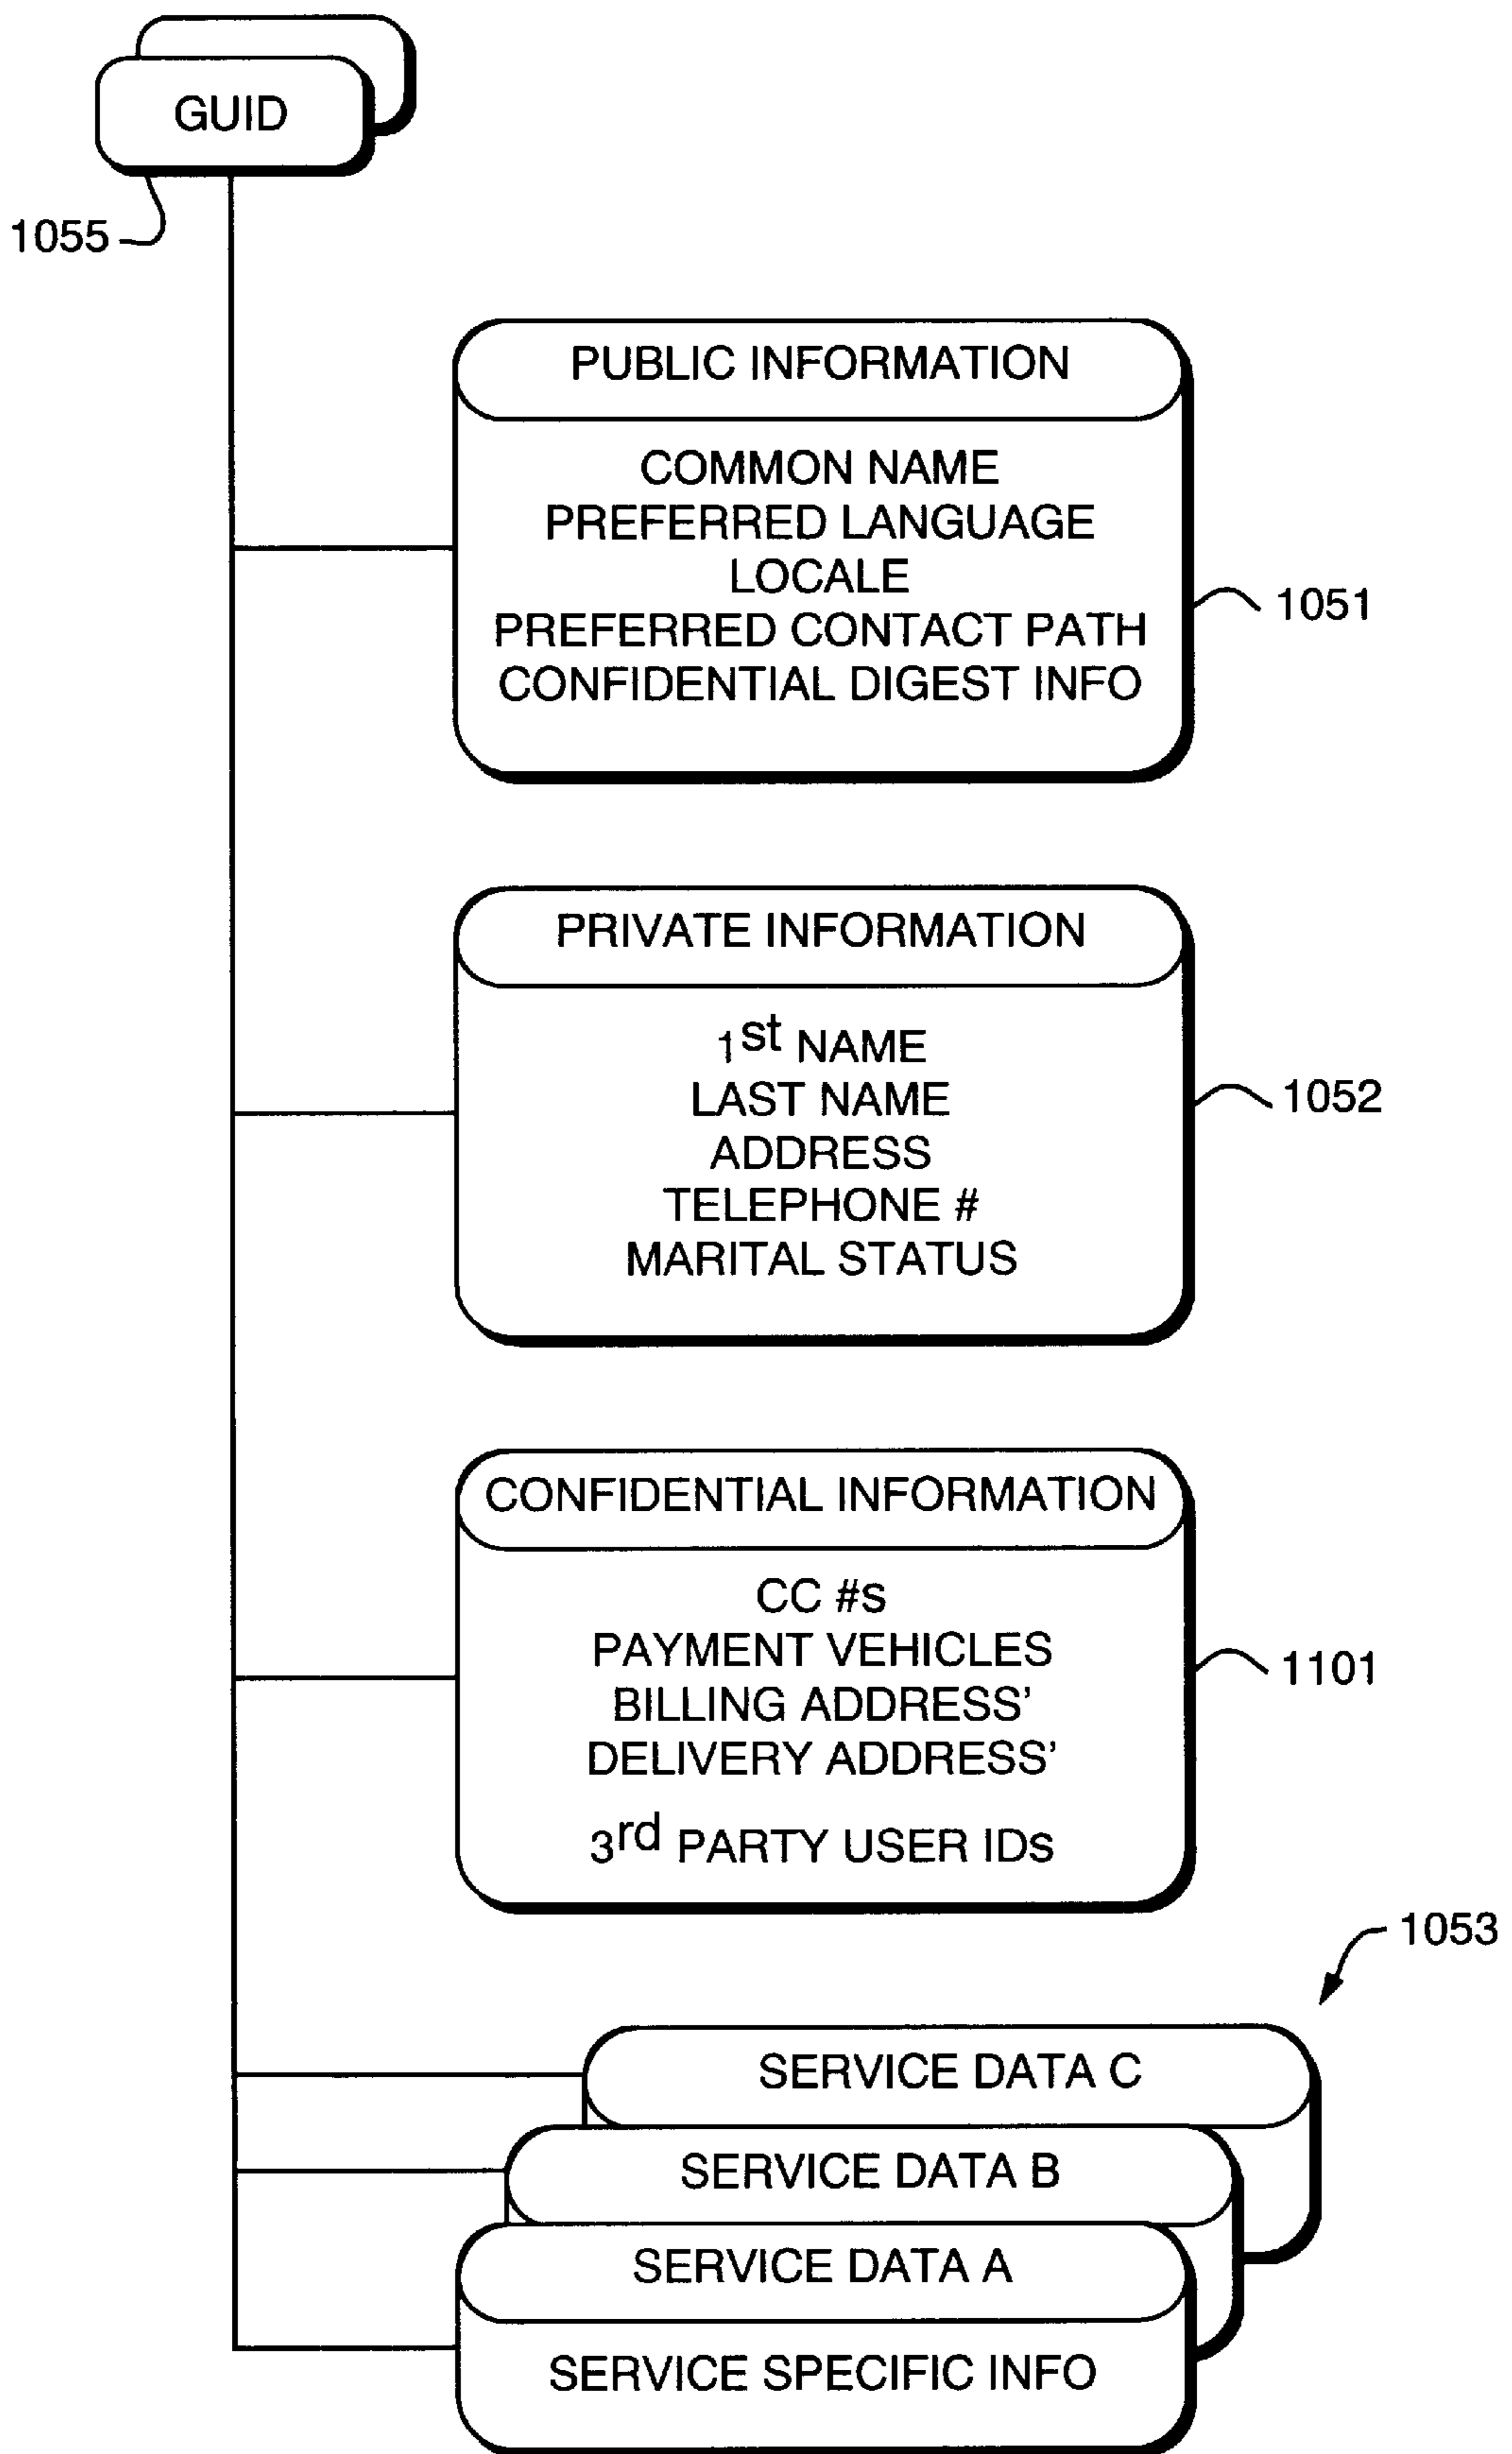 GUID
1055
PUBLIC INFORMATION
COMMON NAME
PREFERRED LANGUAGE
LOCALE
1051
PREFERRED CONTACT PATH
CONFIDENTIAL DIGEST INFO
PRIVATE INFORMATION
1st NAME
LAST NAME
1052
ADDRESS
TELEPHONE #
MARITAL STATUS
CONFIDENTIAL INFORMATION
CC #s
PAYMENT VEHICLES
1101
BILLING ADDRESS'
DELIVERY ADDRESS'
3rd PARTY USER IDs
1053
SERVICE DATA C
SERVICE DATA B
SERVICE DATA A
SERVICE SPECIFIC INFO